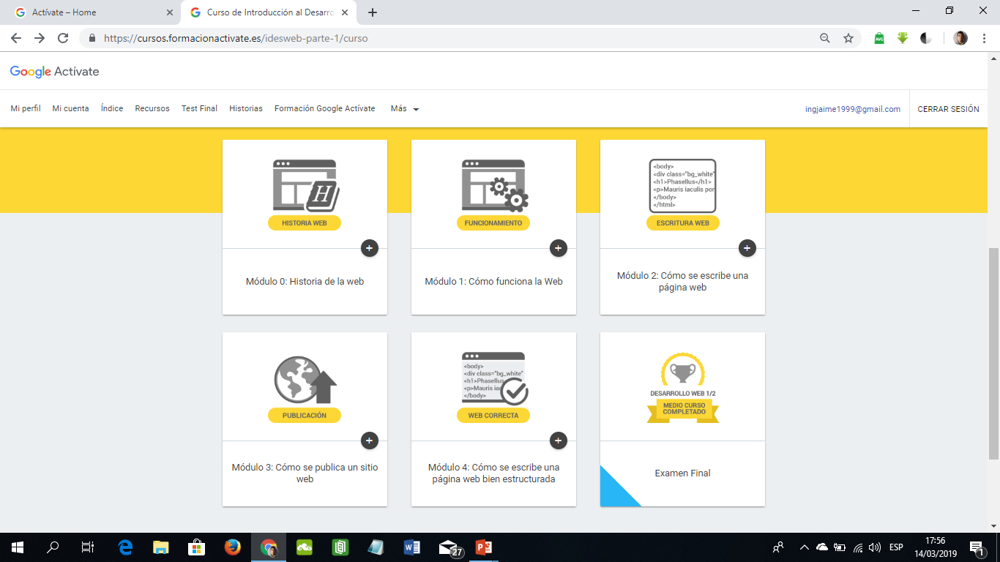 Actívate – Home
Curso de Introducción al Desarro
https://cursos.formacionactivate.es/idesweb-parte-1/curso
AVG
Google Actívate
Mi perfil Mi cuenta Índice Recursos Test Final Historias Formación Google Actívate Más ingjaime1999@gmail.com CERRAR SESIÓN
H
HISTORIA WEB
+
Módulo 0: Historia de la web
FUNCIONAMIENTO
+
Módulo 1: Cómo funciona la Web
<body>
<div class="bg_white"
<h1>Phasellus</h1>
<p>Mauris iaculis por
</body>
</html>
ESCRITURA WEB
+
Módulo 2: Cómo se escribe una
página web
PUBLICACIÓN
+
Módulo 3: Cómo se publica un sitio
web
<body>
<div class="bg_white"
<h1>Phasellus
<p>Mauris iac
</body>
WEB CORRECTA
+
Módulo 4: Cómo se escribe una
página web bien estructurada
DESARROLLO WEB 1/2
MEDIO CURSO
COMPLETADO
Examen Final
27
ESP
17:56
14/03/2019
1